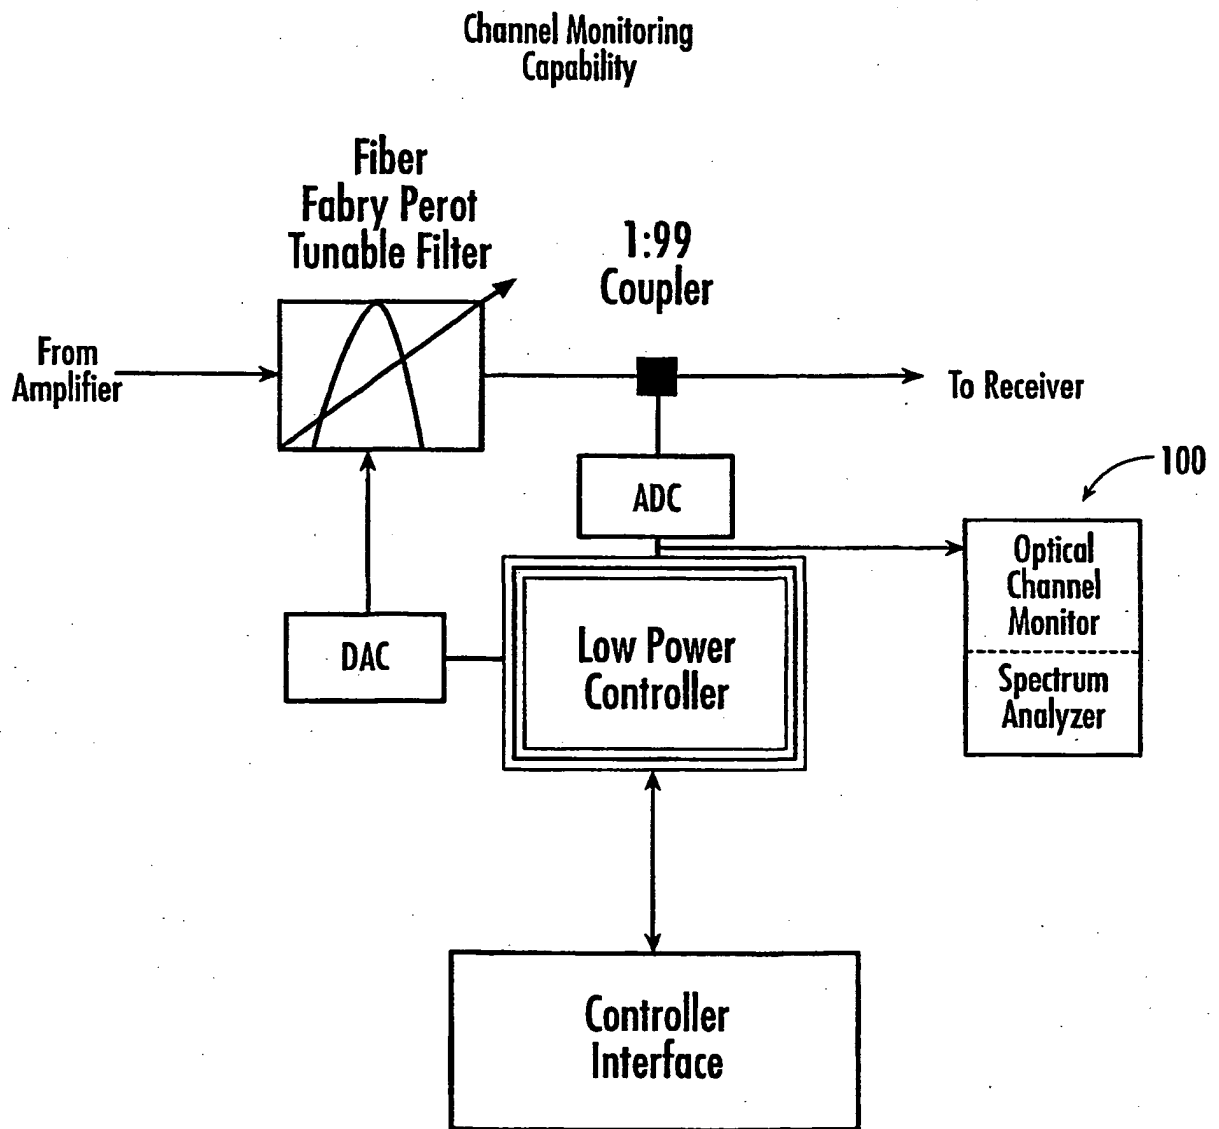 Channel Monitoring
Capability
Fiber
Fabry Perot
Tunable Filter
1:99
Coupler
From
Amplifier
To Receiver
100
ADC
Optical
Channel
Monitor
Spectrum
Analyzer
DAC
Low Power
Controller
Controller
Interface